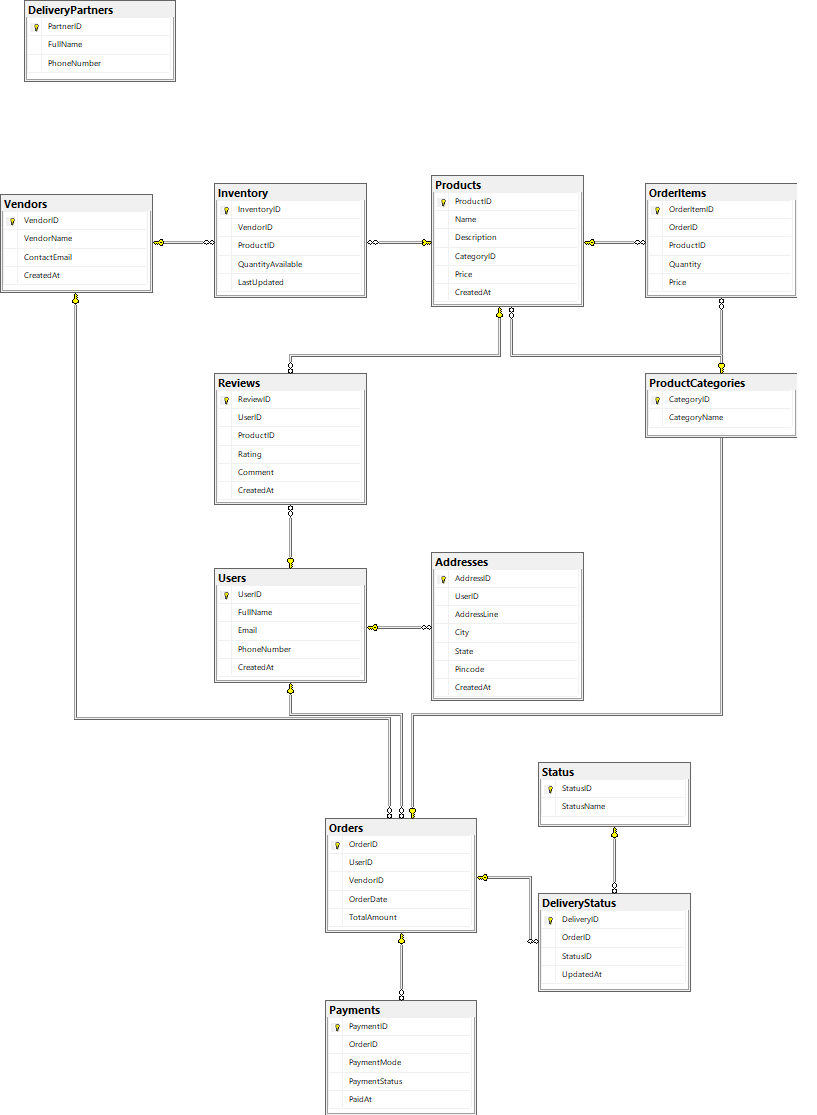 DeliveryPartners
PartnerID
FullName
PhoneNumber
Vendors
VendorID
VendorName
ContactEmail
CreatedAt
Inventory
InventoryID
VendorID
ProductID
QuantityAvailable
LastUpdated
Products
ProductID
Name
Description
CategoryID
Price
CreatedAt
OrderItems
OrderItemID
OrderID
ProductID
Quantity
Price
Reviews
ReviewID
UserID
ProductID
Rating
Comment
CreatedAt
ProductCategories
CategoryID
CategoryName
Users
UserID
FullName
Email
PhoneNumber
CreatedAt
Addresses
AddressID
UserID
AddressLine
City
State
Pincode
CreatedAt
Status
StatusID
StatusName
Orders
OrderID
UserID
VendorID
OrderDate
TotalAmount
DeliveryStatus
DeliveryID
OrderID
StatusID
UpdatedAt
Payments
PaymentID
OrderID
PaymentMode
PaymentStatus
PaidAt